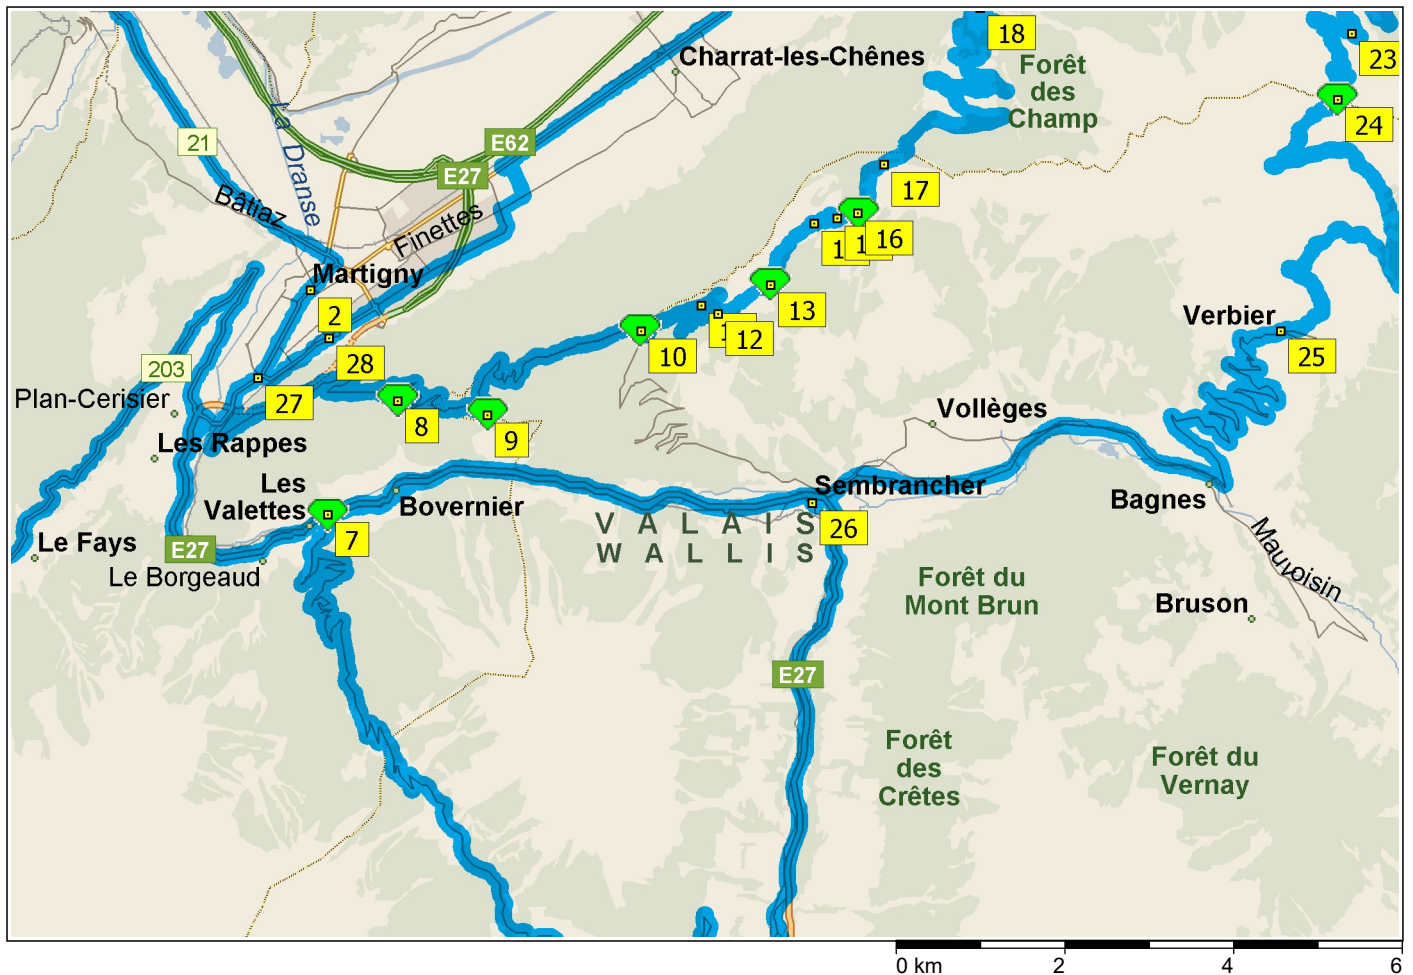 18
23
Charrat-les-Chênes
Forêt
des
Champ
24
21
La Dranse
E62
E27
17
Bâtiaz
Finettes
16
Martigny
13
2
12
10
Verbier
25
28
203
Plan-Cerisier
27
8
Vollèges
9
Les Rappes
Les
Valettes
Bovernier
Sembrancher
Bagnes
7
26
VALAIS
WALLIS
Le Fays
E27
Le Borgeaud
Mauvoisin
Forêt du
Mont Brun
Bruson
E27
Forêt
des
Crêtes
Forêt du
Vernay
0 km
2
4
6